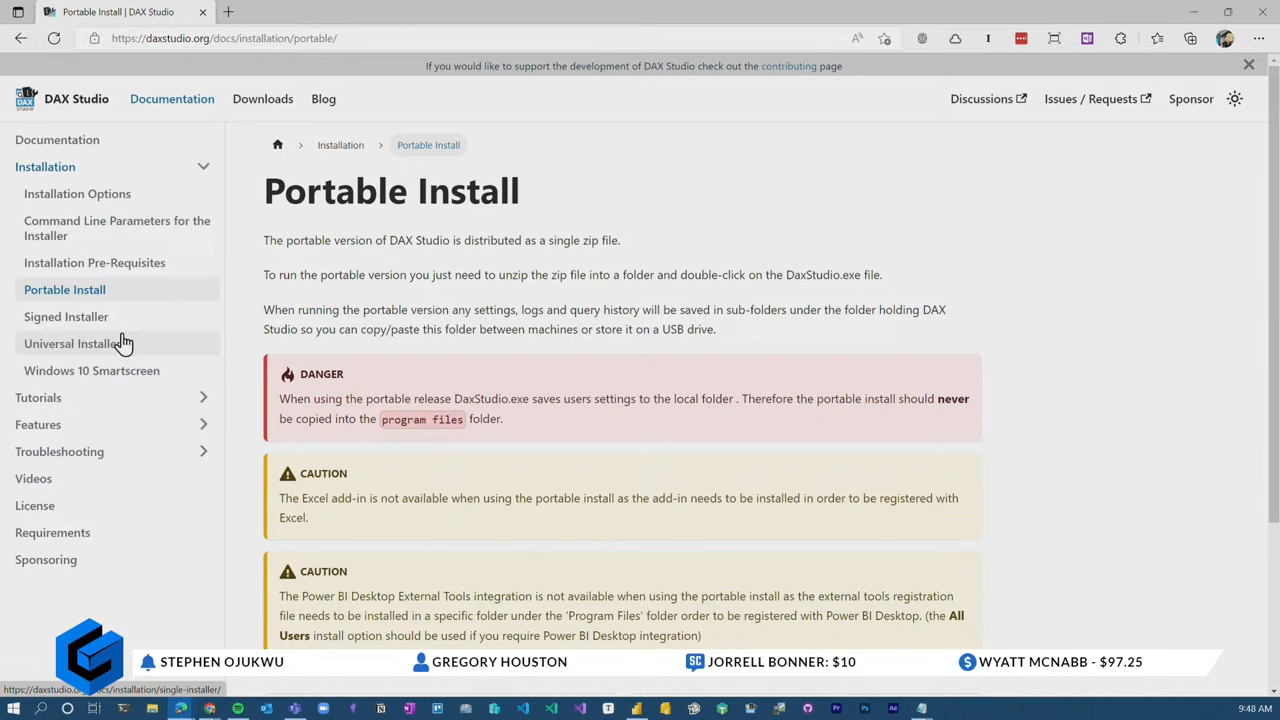 Portable Install | DAX Studio
https://daxstudio.org/docs/installation/portable/
If you would like to support the development of DAX Studio check out the contributing page
DAX Studio
Documentation
Downloads
Blog
Discussions
Issues / Requests
Sponsor
Documentation
Installation
Installation Options
Command Line Parameters for the
Installer
Installation Pre-Requisites
Portable Install
Signed Installer
Universal Installe
Windows 10 Smartscreen
Tutorials
Features
Troubleshooting
Videos
License
Requirements
Sponsoring
Installation
Portable Install
Portable Install
The portable version of DAX Studio is distributed as a single zip file.
To run the portable version you just need to unzip the zip file into a folder and double-click on the DaxStudio.exe file.
When running the portable version any settings, logs and query history will be saved in sub-folders under the folder holding DAX
Studio so you can copy/paste this folder between machines or store it on a USB drive.
DANGER
When using the portable release DaxStudio.exe saves users settings to the local folder . Therefore the portable install should never
be copied into the program files folder.
CAUTION
The Excel add-in is not available when using the portable install as the add-in needs to be installed in order to be registered with
Excel.
CAUTION
The Power BI Desktop External Tools integration is not available when using the portable install as the external tools registration
file needs to be installed in a specific folder under the 'Program Files' folder order to be registered with Power BI Desktop. (the All
Users install option should be used if you require Power BI Desktop integration)
STEPHEN OJUKWU
GREGORY HOUSTON
SC JORRELL BONNER: $10
WYATT MCNABB - $97.25
https://daxstudio.org/docs/installation/single-installer/
9:48 AM